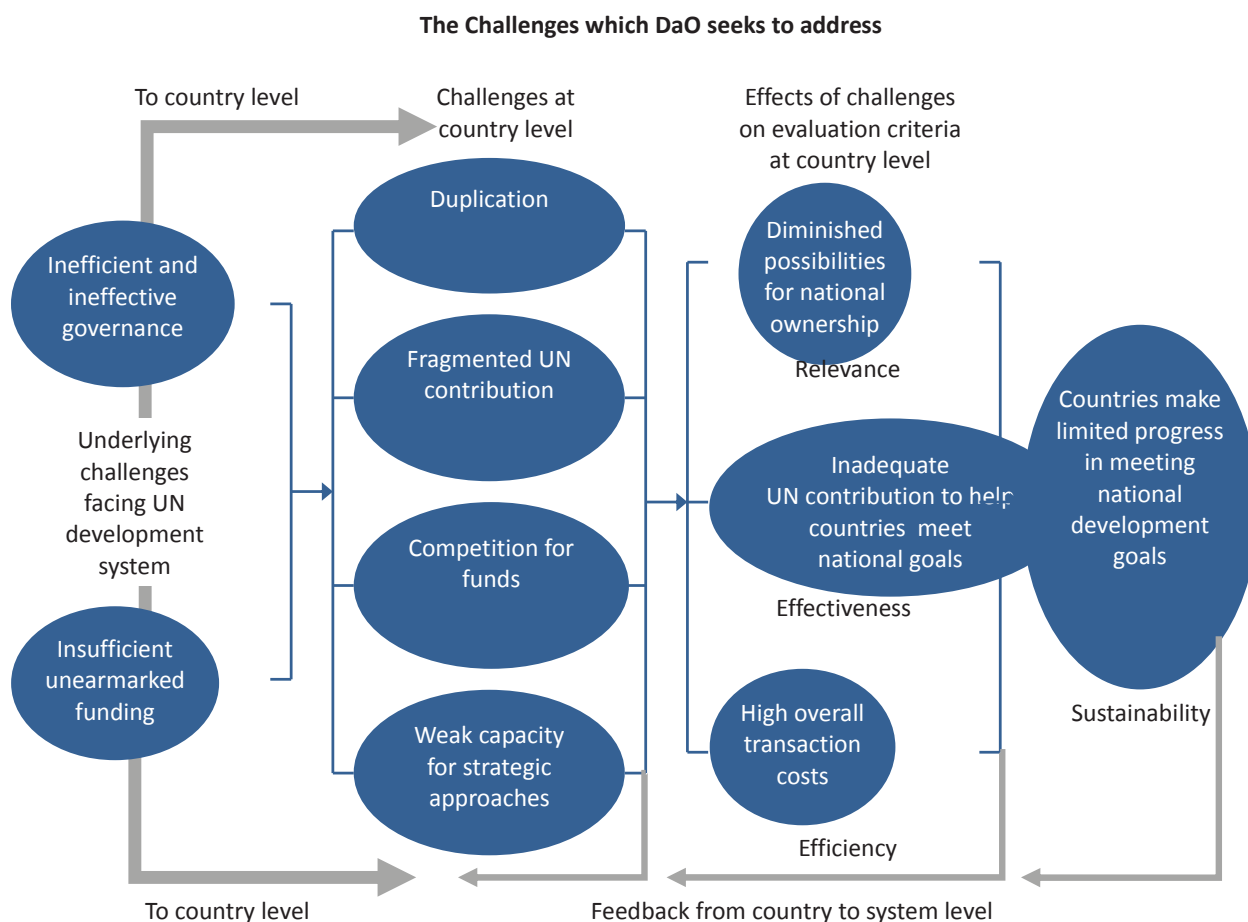 The Challenges which DaO seeks to address
To country level
Challenges at
country level
Effects of challenges
on evaluation criteria
at country level
Inefficient and
ineffective
governance
Underlying
challenges
facing UN
development
system
Insufficient
unearmarked
funding
Duplication
Fragmented UN
contribution
Competition for
funds
Weak capacity
for strategic
approaches
Diminished
possibilities
for national
ownership
Relevance
Inadequate
UN contribution to help
countries meet
national goals
Effectiveness
High overall
transaction
costs
Efficiency
Countries make
limited progress
in meeting
national
development
goals
Sustainability
To country level
Feedback from country to system level